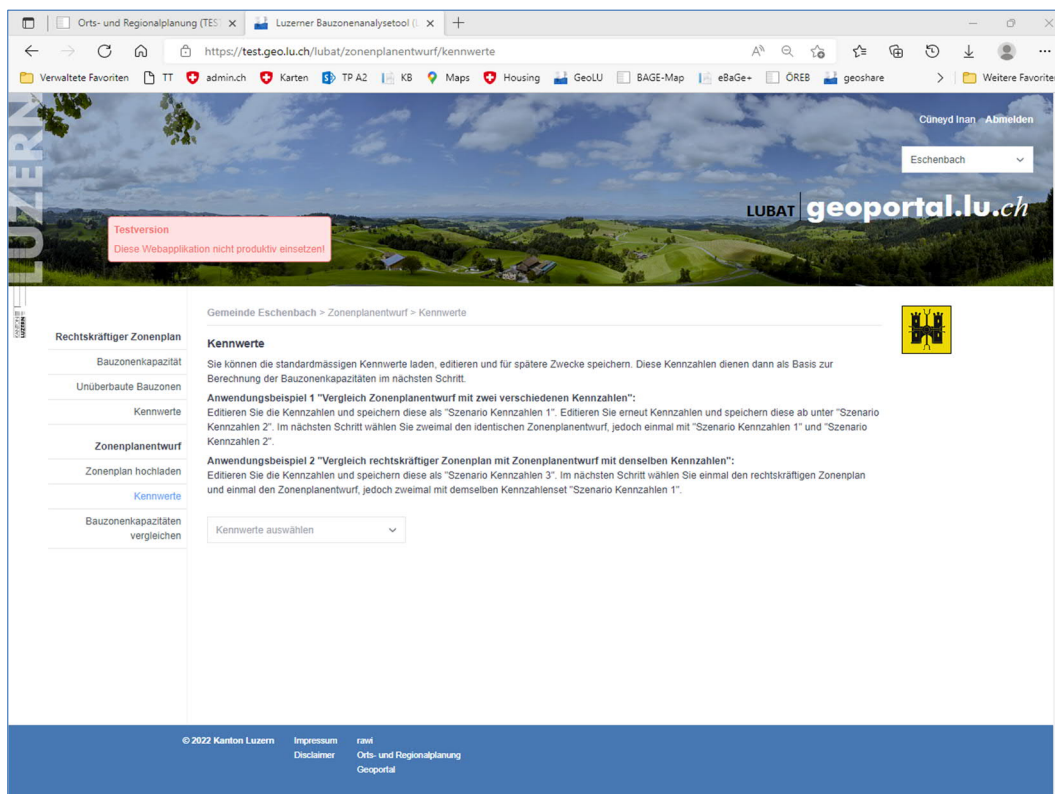 Orts- und Regionalplanung (TES
Luzerner Bauzonenanalysetool (L
https://test.geo.lu.ch/lubat/zonenplanentwurf/kennwerte
Verwaltete Favoriten TT admin.ch Karten TP A2 KB Maps Housing GeoLU BAGE-Map eBaGe+ ÖREB geoshare Weitere Favorite
LUZERN
Cüneyd Inan Abmelden
Eschenbach
LUBAT geoportal.lu.ch
Testversion
Diese Webapplikation nicht produktiv einsetzen!
KANTON
LUZERN
Gemeinde Eschenbach > Zonenplanentwurf > Kennwerte
Rechtskräftiger Zonenplan
Bauzonenkapazität
Unüberbaute Bauzonen
Kennwerte
Zonenplanentwurf
Zonenplan hochladen
Kennwerte
Bauzonenkapazitäten
vergleichen
Kennwerte
Sie können die standardmässigen Kennwerte laden, editieren und für spätere Zwecke speichern. Diese Kennzahlen dienen dann als Basis zur
Berechnung der Bauzonenkapazitäten im nächsten Schritt.
Anwendungsbeispiel 1 "Vergleich Zonenplanentwurf mit zwei verschiedenen Kennzahlen":
Editieren Sie die Kennzahlen und speichern diese als "Szenario Kennzahlen 1". Editieren Sie erneut Kennzahlen und speichern diese ab unter "Szenario
Kennzahlen 2". Im nächsten Schritt wählen Sie zweimal den identischen Zonenplanentwurf, jedoch einmal mit "Szenario Kennzahlen 1" und "Szenario
Kennzahlen 2".
Anwendungsbeispiel 2 "Vergleich rechtskräftiger Zonenplan mit Zonenplanentwurf mit denselben Kennzahlen":
Editieren Sie die Kennzahlen und speichern diese als "Szenario Kennzahlen 3". Im nächsten Schritt wählen Sie einmal den rechtskräftigen Zonenplan
und einmal den Zonenplanentwurf, jedoch zweimal mit demselben Kennzahlenset "Szenario Kennzahlen 1".
Kennwerte auswählen
© 2022 Kanton Luzern Impressum rawi
Disclaimer Orts- und Regionalplanung
Geoportal